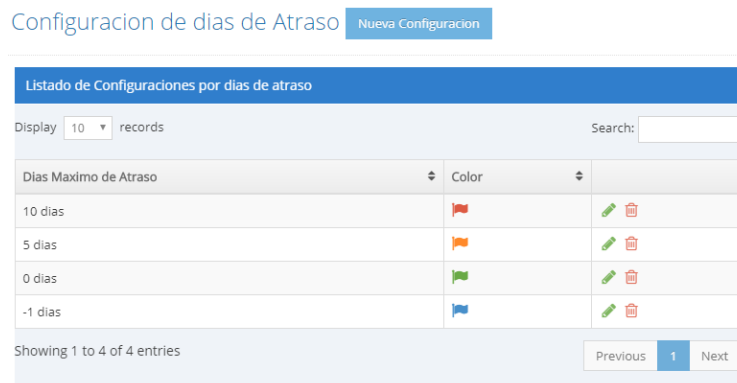 Configuracion de dias de Atraso Nueva Configuracion
Listado de Configuraciones por dias de atraso
Display 10 records Search:
Dias Maximo de Atraso Color
10 dias
5 dias
0 dias
-1 dias
Showing 1 to 4 of 4 entries Previous 1 Next